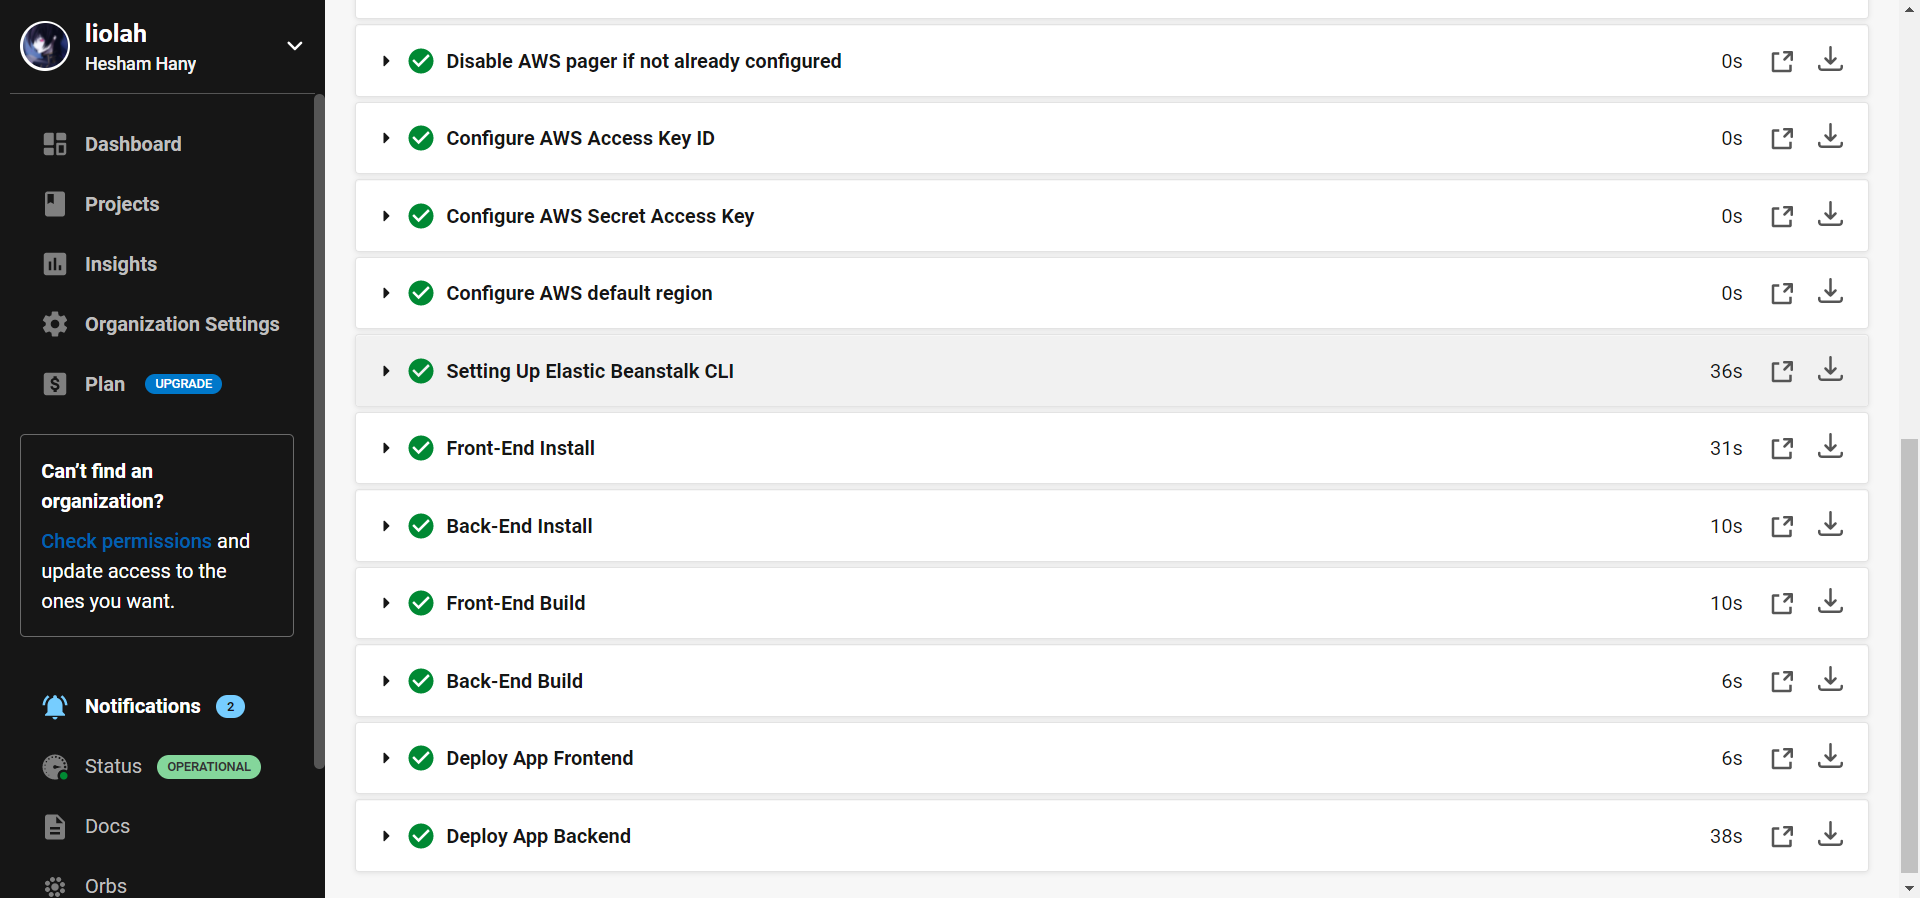 liolah
Hesham Hany
Dashboard
Projects
Insights
Organization Settings
Plan UPGRADE
Can’t find an
organization?
Check permissions and
update access to the
ones you want.
Notifications 2
Status OPERATIONAL
Docs
Orbs
Disable AWS pager if not already configured 0s
Configure AWS Access Key ID 0s
Configure AWS Secret Access Key 0s
Configure AWS default region 0s
Setting Up Elastic Beanstalk CLI 36s
Front-End Install 31s
Back-End Install 10s
Front-End Build 10s
Back-End Build 6s
Deploy App Frontend 6s
Deploy App Backend 38s